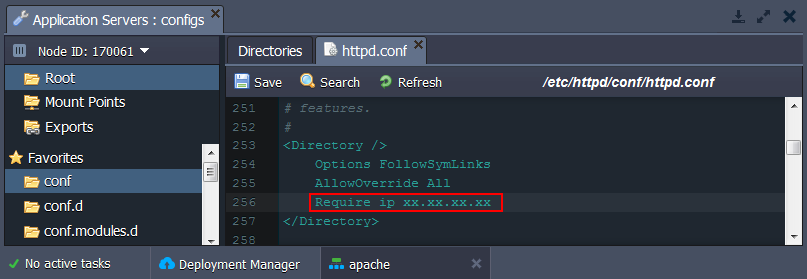 Application Servers : configs
Node ID: 170061
Directories
httpd.conf
Root
Mount Points
Exports
Favorites
conf
conf.d
conf.modules.d
Save
Search
Refresh
/etc/httpd/conf/httpd.conf
251 # features.
252 #
253 <Directory />
254 Options FollowSymLinks
255 AllowOverride All
256 Require ip xx.xx.xx.xx
257 </Directory>
258
No active tasks
Deployment Manager
apache